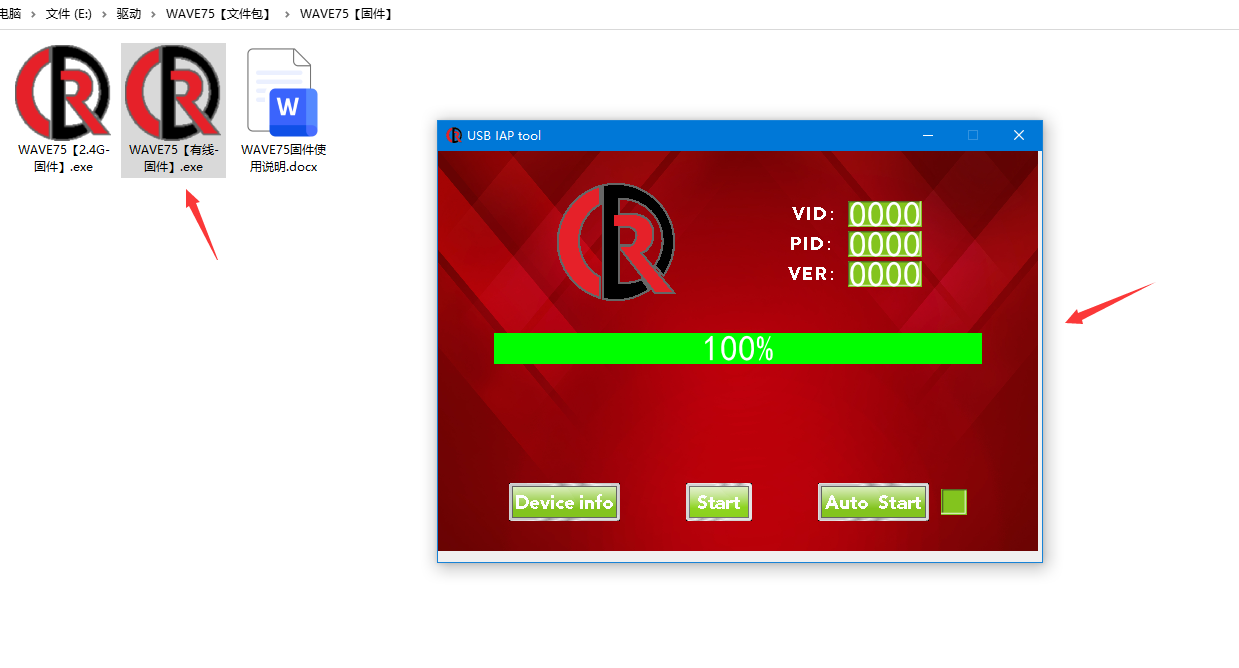 电脑 › 文件 (E:) › 驱动 › WAVE75【文件包】 › WAVE75【固件】
WAVE75【2.4G-
固件】.exe
WAVE75【有线-
固件】.exe
W
WAVE75固件使
用说明.docx
USB IAP tool
VID: 0000
PID: 0000
VER: 0000
100%
Device info
Start
Auto Start